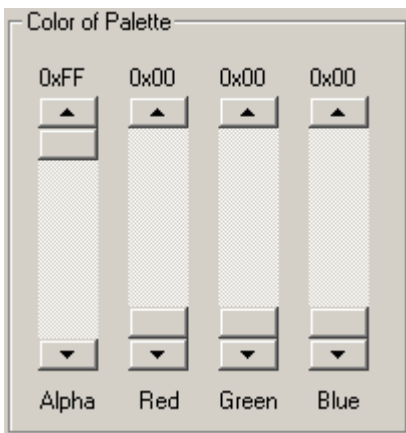 Color of Palette
0xFF 0x00 0x00 0x00
Alpha Red Green Blue